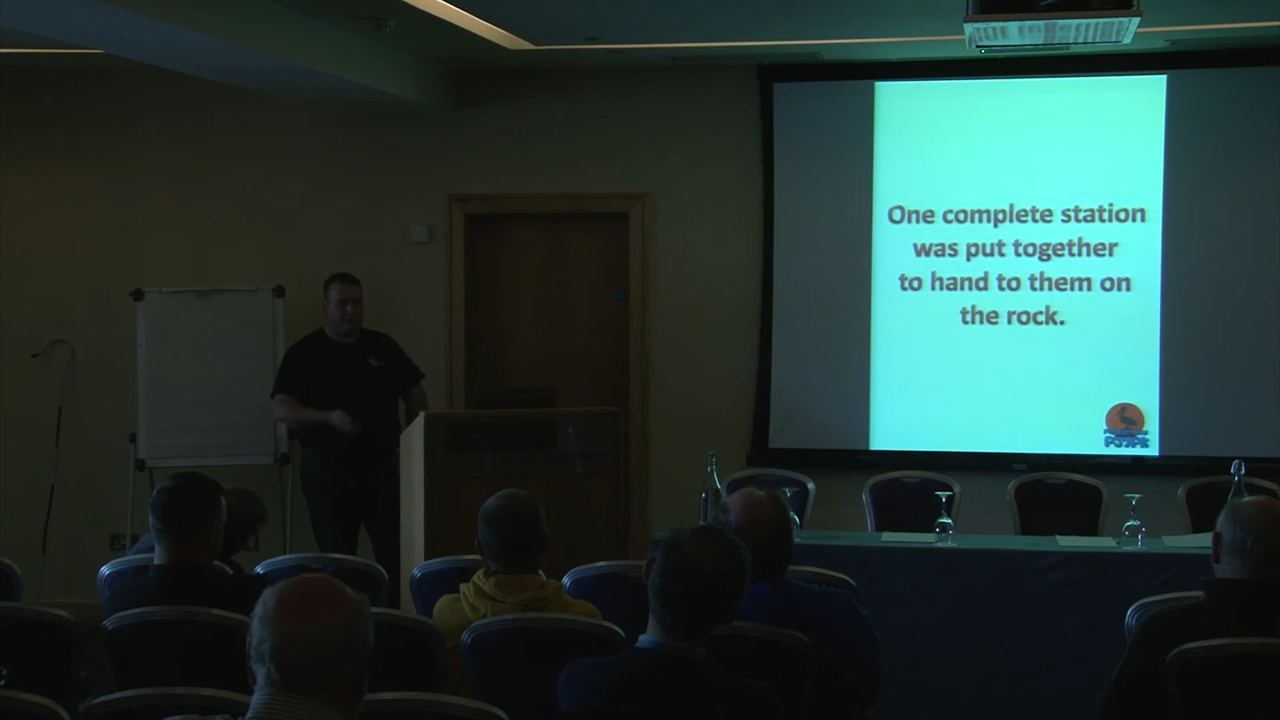 One complete station
was put together
to hand to them on
the rock.